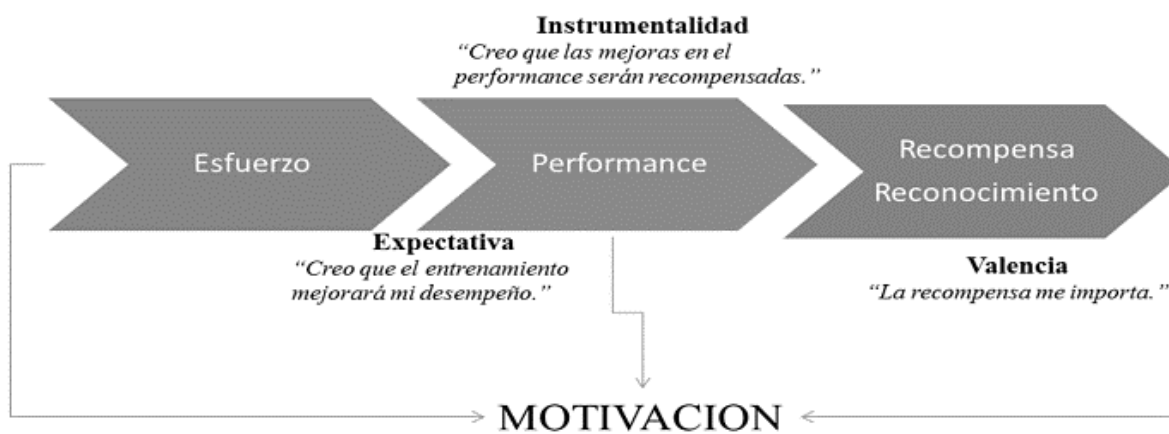 Instrumentalidad
“Creo que las mejoras en el
performance serán recompensadas.”
Esfuerzo
Performance
Recompensa
Reconocimiento
Expectativa
“Creo que el entrenamiento
mejorará mi desempeño.”
Valencia
“La recompensa me importa.”
MOTIVACION